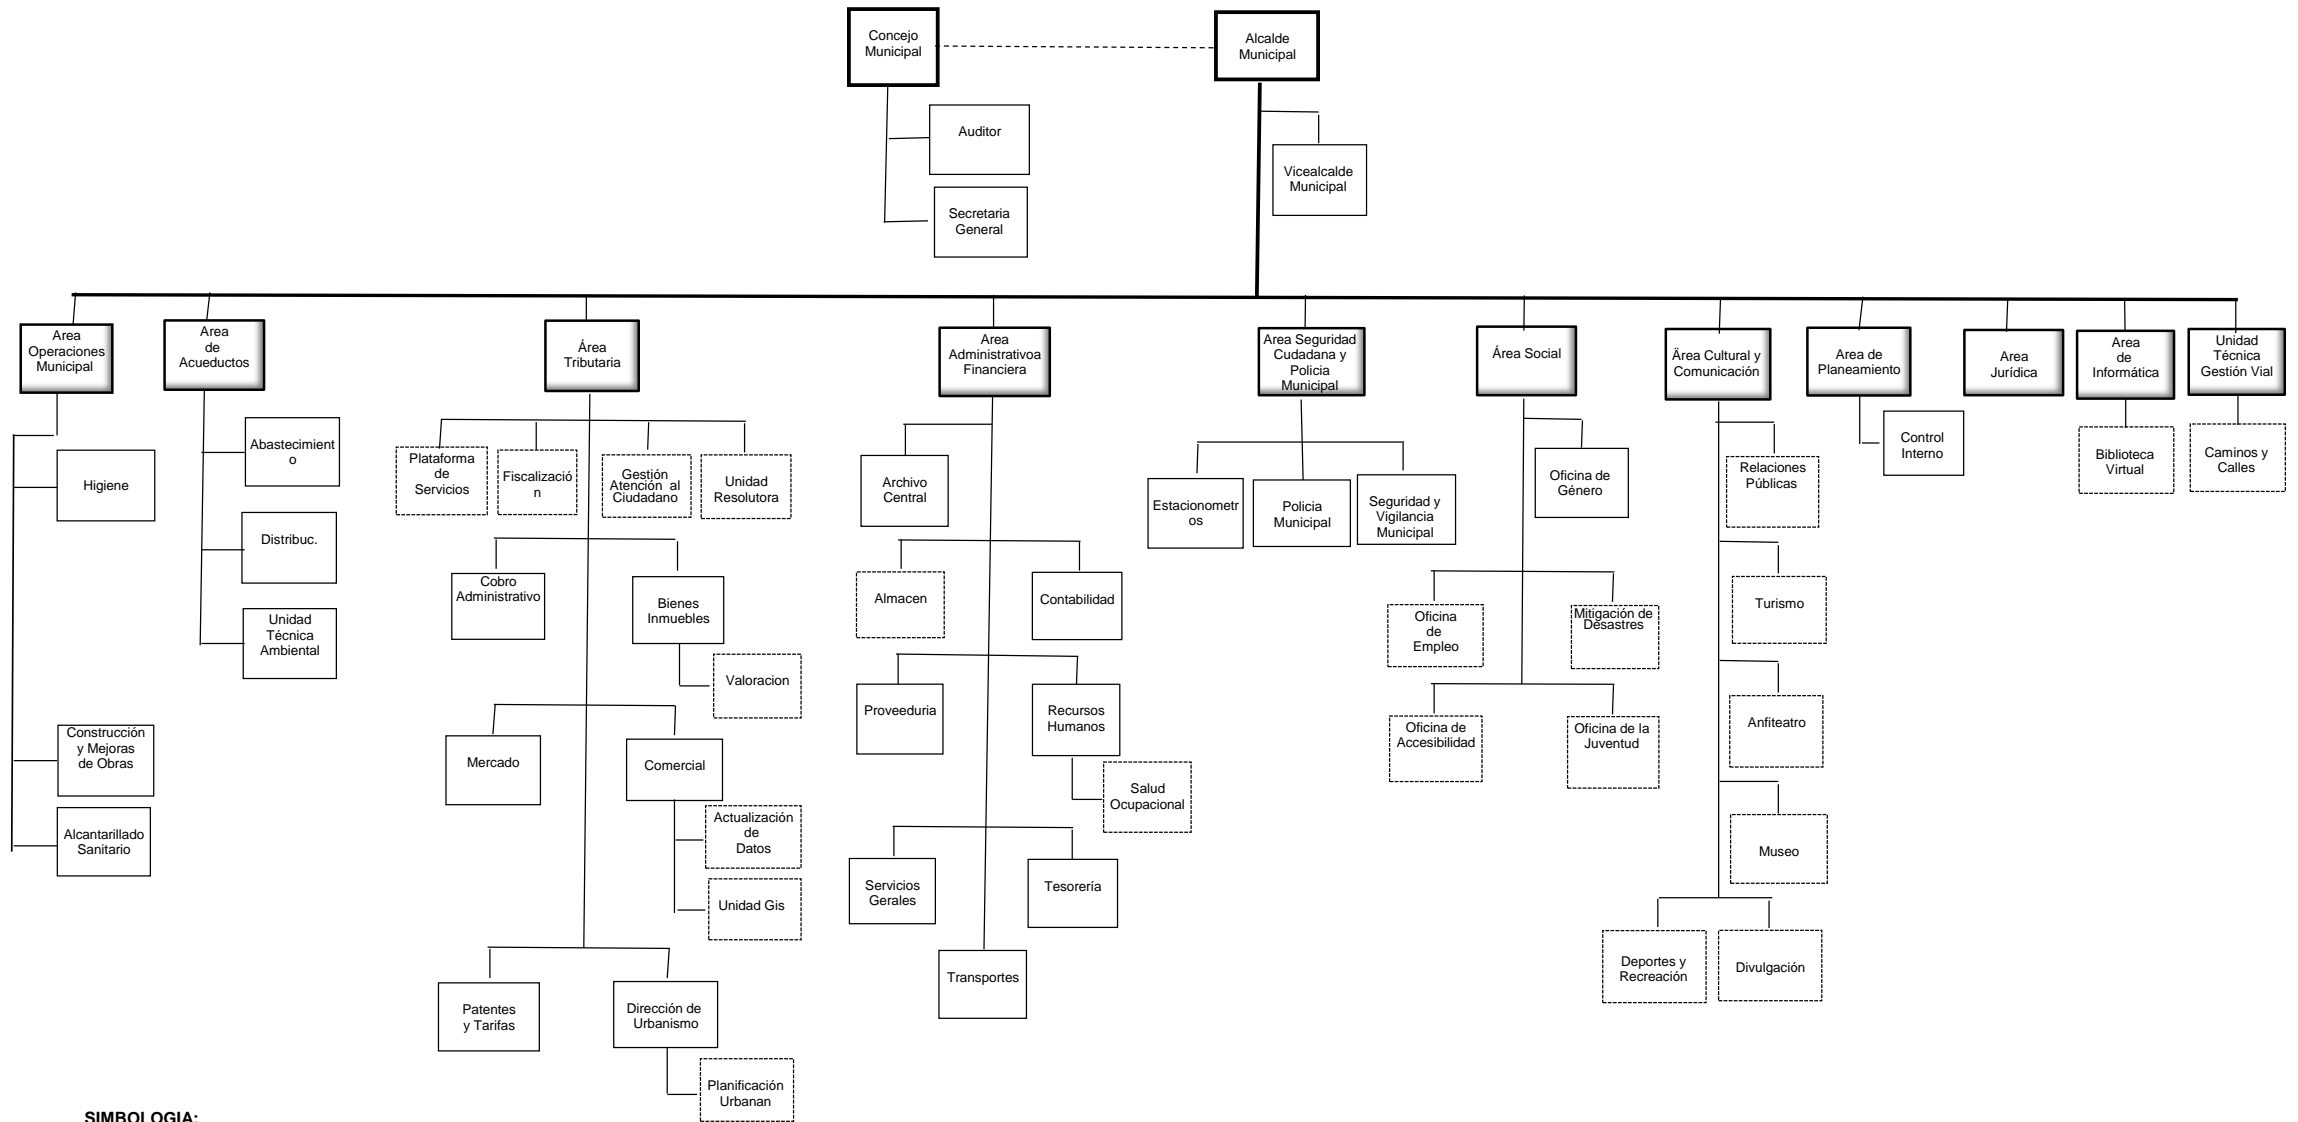 Concejo
Municipal
Alcalde
Municipal
Auditor
Vicealcalde
Municipal
Secretaria
General
Area
Operaciones
Municipal
Area
de
Acueductos
Área
Tributaria
Area
Administrativoa
Financiera
Area Seguridad
Cudadana y
Policia
Municipal
Área Social
Ärea Cultural y
Comunicación
Area de
Planeamiento
Area
Jurídica
Area
de
Informática
Unidad
Técnica
Gestión Vial
Higiene
Construcción
y Mejoras
de Obras
Alcantarillado
Sanitario
Abastecimient
o
Distribuc.
Unidad
Técnica
Ambiental
Plataforma
de
Servicios
Fiscalizació
n
Gestión
Atención al
Ciudadano
Unidad
Resolutora
Cobro
Administrativo
Bienes
Inmuebles
Valoracion
Mercado
Comercial
Actualización
de
Datos
Unidad Gis
Patentes
y Tarifas
Dirección de
Urbanismo
Planificación
Urbanan
Archivo
Central
Almacen
Contabilidad
Proveeduria
Recursos
Humanos
Salud
Ocupacional
Servicios
Gerales
Tesorería
Transportes
Estacionometr
os
Policia
Municipal
Seguridad y
Vigilancia
Municipal
Oficina de
Género
Oficina
de
Empleo
Mitigación de
Desastres
Oficina de
Accesibilidad
Oficina de la
Juventud
Relaciones
Públicas
Turismo
Anfiteatro
Museo
Deportes y
Recreación
Divulgación
Control
Interno
Biblioteca
Virtual
Caminos y
Calles
SIMBOLOGIA: